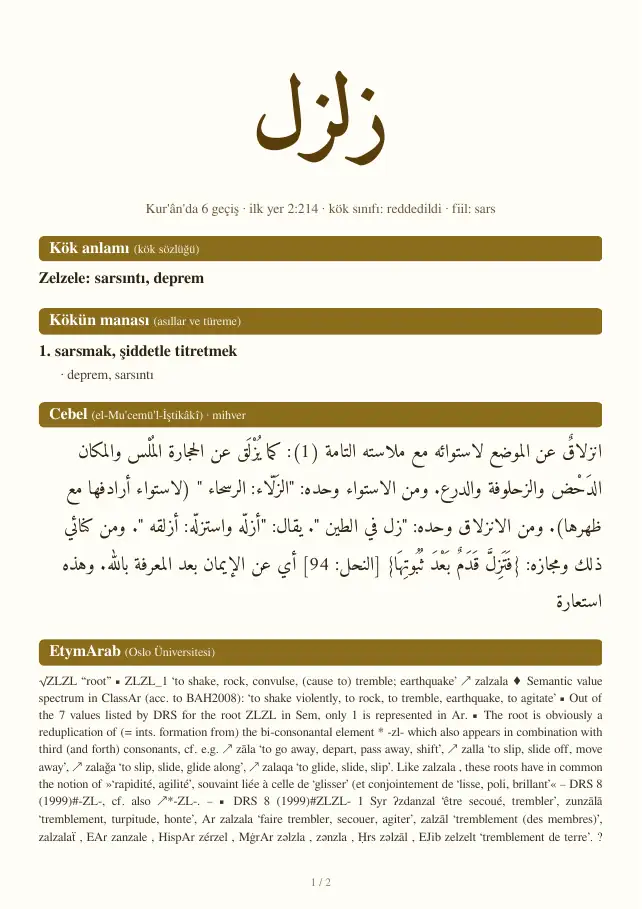 زلزل
Kur'ân'da 6 geçiş · ilk yer 2:214 · kök sınıfı: reddedildi · fiil: sars
Kök anlamı (kök sözlüğü)
Zelzele: sarsıntı, deprem
Kökün manası (asıllar ve türeme)
1. sarsmak, şiddetle titretmek
· deprem, sarsıntı
Cebel (el-Mu'cemü'l-İştikâkî) · mihver
انزلاقٌ عن الموضع لاستوائه مع ملاسته التامة (1): كما يُزْلَق عن الحجارة المُلْس والمكان
الدَحْض والزحلوفة والدرع. ومن الاستواء وحده: "الزَلّاء: الرسحاء " (لاستواء أرادفها مع
ظهرها). ومن الانزلاق وحده: "زل في الطين ". يقال: "أزلّه واستزلّه: أزلقه ". ومن كنائي
ذلك ومجازه: {فَتَزِلَّ قَدَمٌ بَعْدَ ثُبُوتِهَا} [النحل: 94] أي عن الإيمان بعد المعرفة بالله. وهذه
استعارة
EtymArab (Oslo Üniversitesi)
√ZLZL “root” ▪ ZLZL_1 ‘to shake, rock, convulse, (cause to) tremble; earthquake’ ↗ zalzala ♦ Semantic value
spectrum in ClassAr (acc. to BAH2008): ‘to shake violently, to rock, to tremble, earthquake, to agitate’ ▪ Out of
the 7 values listed by DRS for the root ZLZL in Sem, only 1 is represented in Ar. ▪ The root is obviously a
reduplication of (= ints. formation from) the bi-consonantal element * -zl- which also appears in combination with
third (and forth) consonants, cf. e.g. ↗ zāla ‘to go away, depart, pass away, shift’, ↗ zalla ‘to slip, slide off, move
away’, ↗ zalaǧa ‘to slip, slide, glide along’, ↗ zalaqa ‘to glide, slide, slip’. Like zalzala , these roots have in common
the notion of »‘rapidité, agilité’, souvaint liée à celle de ‘glisser’ (et conjointement de ‘lisse, poli, brillant’« – DRS 8
(1999)#-ZL-, cf. also ↗*-ZL-. – ▪ DRS 8 (1999)#ZLZL- 1 Syr ʔzdanzal ‘être secoué, trembler’, zunzālā
‘tremblement, turpitude, honte’, Ar zalzala ‘faire trembler, secouer, agiter’, zalzāl ‘tremblement (des membres)’,
zalzalaẗ , EAr zanzale , HispAr zérzel , MġrAr zəlzla , zənzla , Ḥrs zəlzāl , EJib zelzelt ‘tremblement de terre’. ?
1 / 2